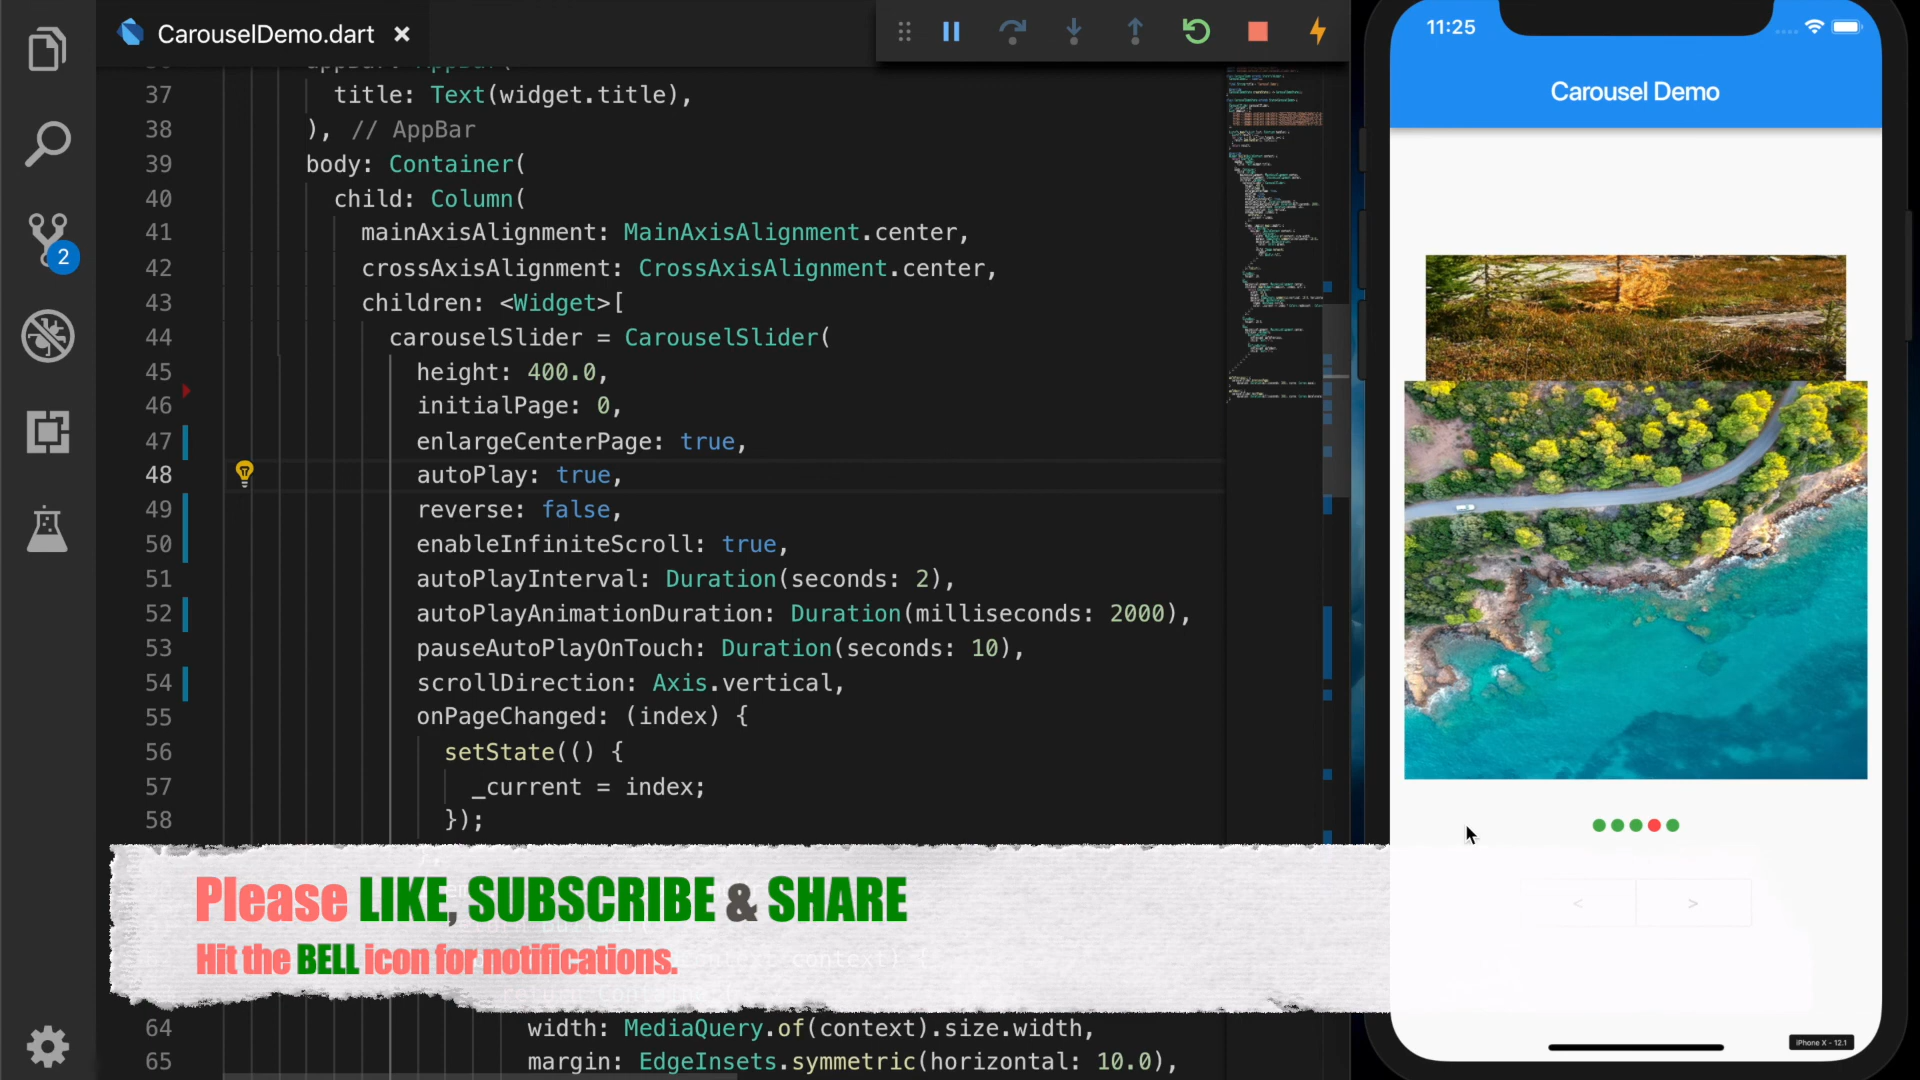 CarouselDemo.dart
37 title: Text(widget.title),
38 ), // AppBar
39 body: Container(
40 child: Column(
41 mainAxisAlignment: MainAxisAlignment.center,
42 crossAxisAlignment: CrossAxisAlignment.center,
43 children: <Widget>[
44 carouselSlider = CarouselSlider(
45 height: 400.0,
46 initialPage: 0,
47 enlargeCenterPage: true,
48 autoPlay: true,
49 reverse: false,
50 enableInfiniteScroll: true,
51 autoPlayInterval: Duration(seconds: 2),
52 autoPlayAnimationDuration: Duration(milliseconds: 2000),
53 pauseAutoPlayOnTouch: Duration(seconds: 10),
54 scrollDirection: Axis.vertical,
55 onPageChanged: (index) {
56 setState(() {
57 _current = index;
58 });
Please LIKE, SUBSCRIBE & SHARE
Hit the BELL icon for notifications.
64 width: MediaQuery.of(context).size.width,
65 margin: EdgeInsets.symmetric(horizontal: 10.0),
2
11:25
Carousel Demo
<
>
iPhone X - 12.1